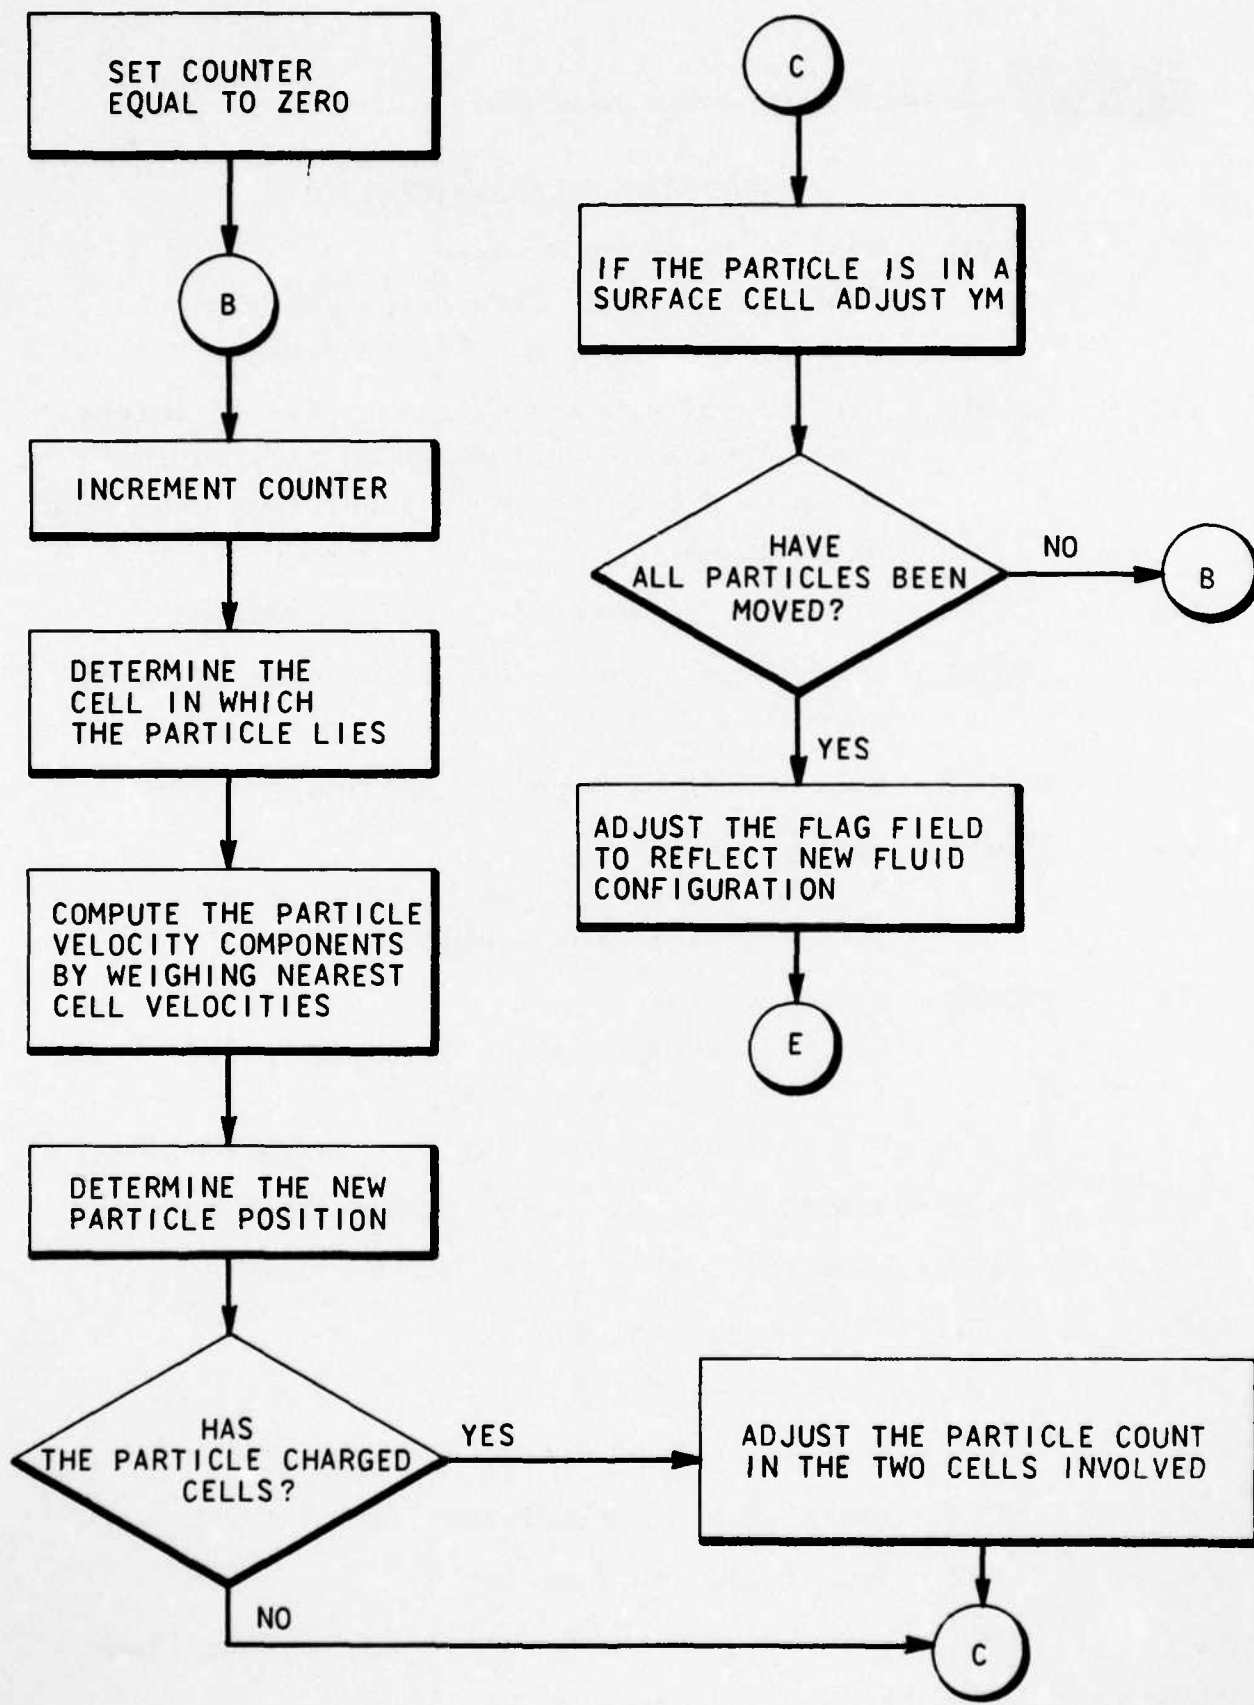 SET COUNTER
EQUAL TO ZERO
B
INCREMENT COUNTER
DETERMINE THE
CELL IN WHICH
THE PARTICLE LIES
COMPUTE THE PARTICLE
VELOCITY COMPONENTS
BY WEIGHING NEAREST
CELL VELOCITIES
DETERMINE THE NEW
PARTICLE POSITION
HAS
THE PARTICLE CHARGED
CELLS?
YES
NO
ADJUST THE PARTICLE COUNT
IN THE TWO CELLS INVOLVED
C
C
IF THE PARTICLE IS IN A
SURFACE CELL ADJUST YM
HAVE
ALL PARTICLES BEEN
MOVED?
NO
B
YES
ADJUST THE FLAG FIELD
TO REFLECT NEW FLUID
CONFIGURATION
E